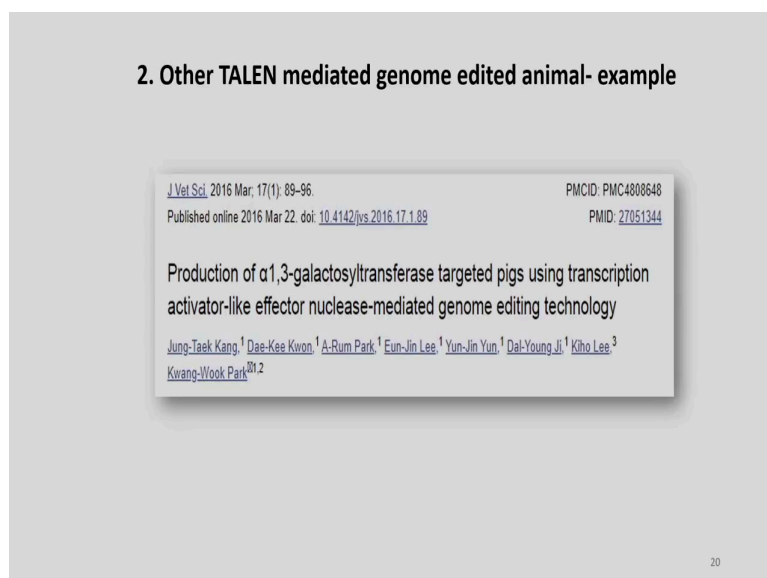 2. Other TALEN mediated genome edited animal- example
J Vet Sci. 2016 Mar; 17(1): 89–96. PMCID: PMC4808648
Published online 2016 Mar 22. doi: 10.4142/jvs.2016.17.1.89 PMID: 27051344
Production of α1,3-galactosyltransferase targeted pigs using transcription
activator-like effector nuclease-mediated genome editing technology
Jung-Taek Kang,1 Dae-Kee Kwon,1 A-Rum Park,1 Eun-Jin Lee,1 Yun-Jin Yun,1 Dal-Young Ji,1 Kiho Lee,3
Kwang-Wook Park✉1,2
20